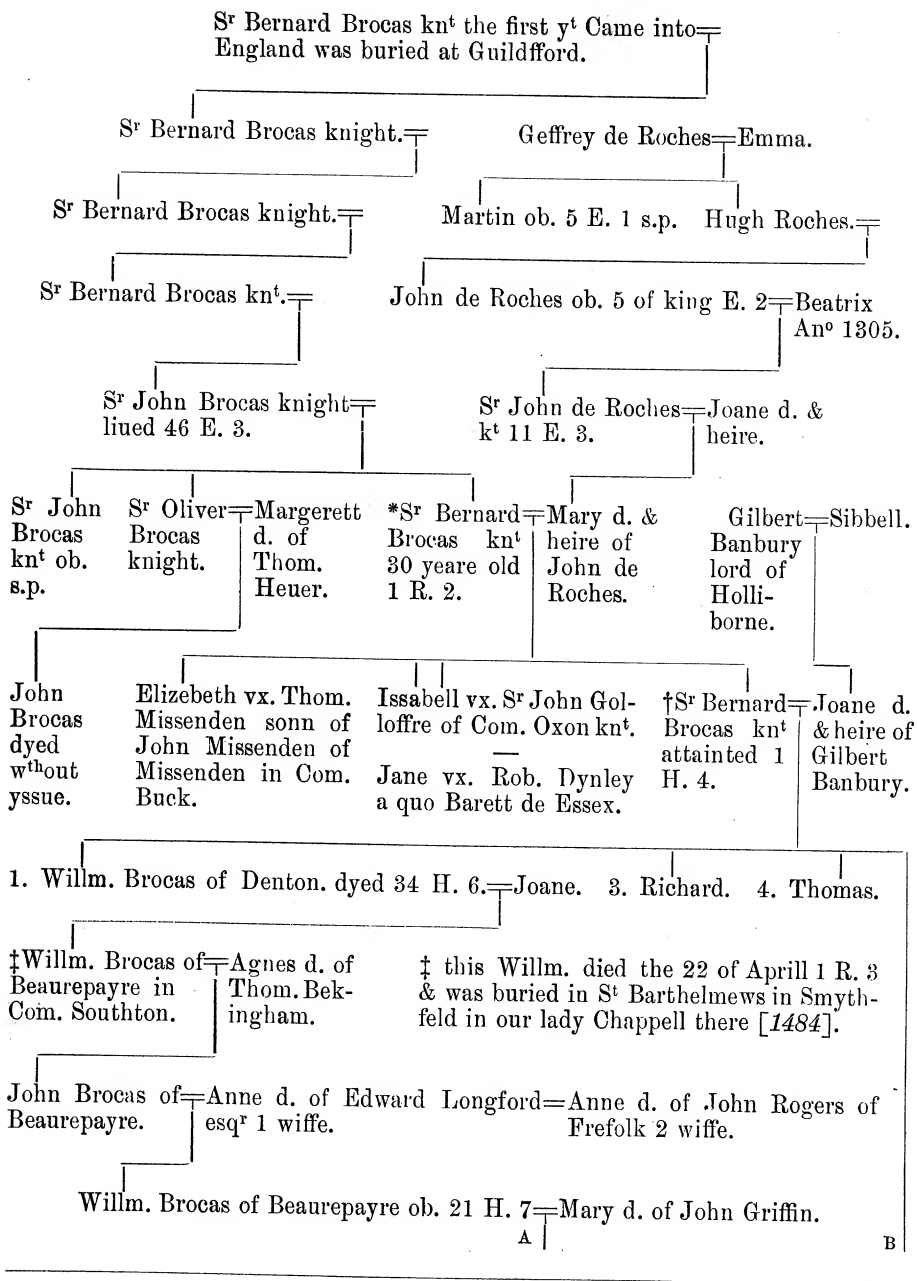 Sʳ Bernard Brocas knᵗ the first yᵗ Came into
England was buried at Guildfford.
Sʳ Bernard Brocas knight.
Geffrey de Roches=Emma.
Sʳ Bernard Brocas knight.
Martin ob. 5 E. 1 s.p.
Hugh Roches.
Sʳ Bernard Brocas knᵗ.
John de Roches ob. 5 of king E. 2=Beatrix
Anº 1305.
Sʳ John Brocas knight
liued 46 E. 3.
Sʳ John de Roches=Joane d. &
kᵗ 11 E. 3.
heire.
Sʳ John
Brocas
knᵗ ob.
s.p.
Sʳ Oliver=
Brocas
knight.
Margerett
d. of
Thom.
Heuer.
*Sʳ Bernard=
Brocas knᵗ
30 yeare old
1 R. 2.
Mary d. &
heire of
John de
Roches.
Gilbert=
Banbury
lord of
Holli-
borne.
Sibbell.
John
Brocas
dyed
wᵗʰout
yssue.
Elizebeth vx. Thom.
Missenden sonn of
John Missenden of
Missenden in Com.
Buck.
Issabell vx. Sʳ John Gol-
loffre of Com. Oxon knᵗ.
—
Jane vx. Rob. Dynley
a quo Barett de Essex.
†Sʳ Bernard=
Brocas knᵗ
attainted 1
H. 4.
Joane d.
& heire of
Gilbert
Banbury.
1. Willm. Brocas of Denton. dyed 34 H. 6.=Joane. 3. Richard. 4. Thomas.
‡Willm. Brocas of=
Beaurepayre in
Com. Southton.
Agnes d. of
Thom. Bek-
ingham.
‡ this Willm. died the 22 of Aprill 1 R. 3
& was buried in Sᵗ Barthelmews in Smyth-
feld in our lady Chappell there [1484].
John Brocas of=
Beaurepayre.
Anne d. of Edward Longford=
esqʳ 1 wiffe.
Anne d. of John Rogers of
Frefolk 2 wiffe.
Willm. Brocas of Beaurepayre ob. 21 H. 7=Mary d. of John Griffin.
A
B